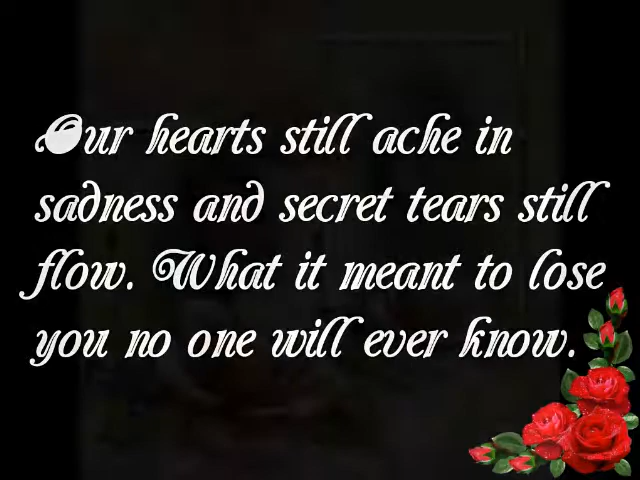 Our hearts still ache in
sadness and secret tears still
flow. What it meant to lose
you no one will ever know.